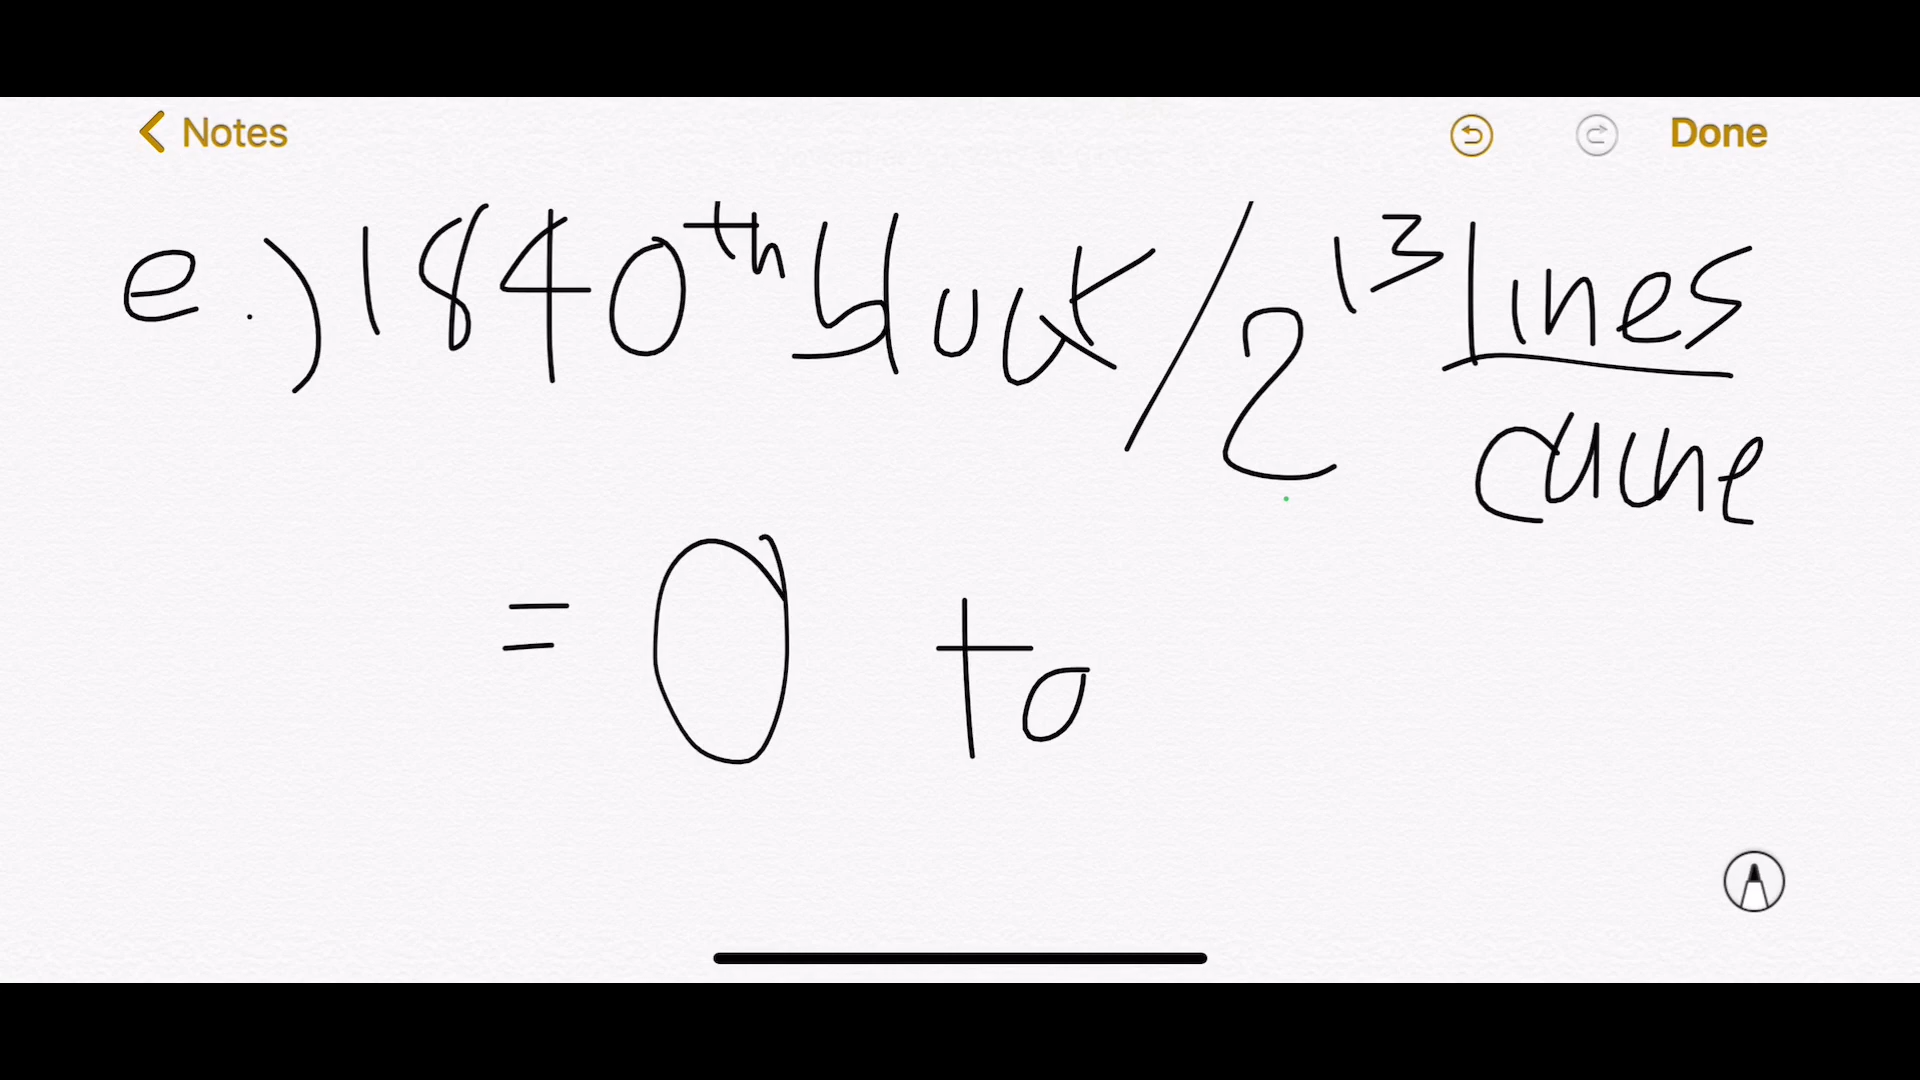 Notes Done
e.) 1840th block / 2^13 lines
cache
= 0 to